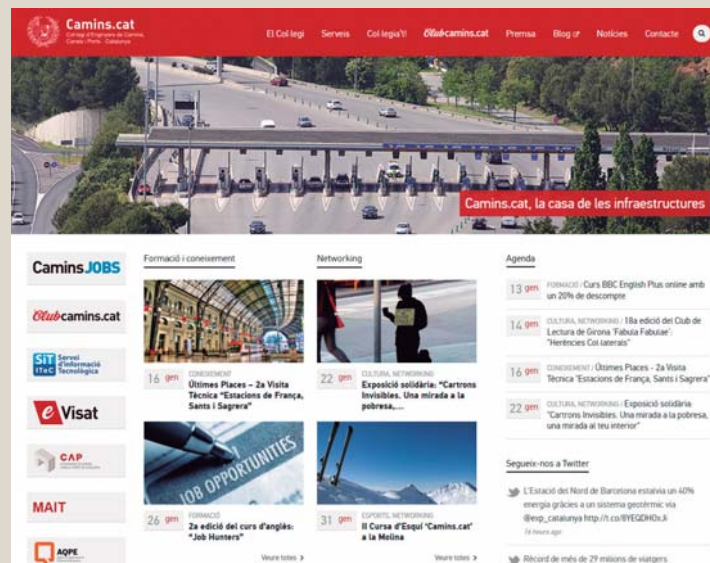 Camins.cat
Col·legi d'Enginyers de Camins,
Canals i Ports - Catalunya
El Col·legi Serveis Col·legia't! Clubcamins.cat Premsa Blog Notícies Contacte
Camins.cat, la casa de les infraestructures
CaminsJOBS
Clubcamins.cat
SiT Servei
d'informació
ITeC Tecnològica
e Visat
CAP
MAIT
AQPE
Formació i coneixement
16 gen CONEIXEMENT
Últimes Places – 2a Visita
Tècnica "Estacions de França,
Sants i Sagrera"
JOB OPPORTUNITIES
26 gen FORMACIÓ
2a edició del curs d'anglès:
"Job Hunters"
Veure totes >
Networking
22 gen CULTURA, NETWORKING
Exposició solidària: "Cartrons
Invisibles. Una mirada a la
pobresa,...
31 gen ESPORTS, NETWORKING
II Cursa d'Esquí 'Camins.cat'
a la Molina
Veure totes >
Agenda
13 gen FORMACIÓ / Curs BBC English Plus online amb
un 20% de descompte
14 gen CULTURA, NETWORKING / 18a edició del Club de
Lectura de Girona 'Fabula Fabulae':
"Herències Col·laterals"
16 gen CONEIXEMENT / Últimes Places - 2a Visita
Tècnica "Estacions de França, Sants i Sagrera"
22 gen CULTURA, NETWORKING / Exposició solidària:
"Cartrons Invisibles. Una mirada a la pobresa,
una mirada al teu interior"
Segueix-nos a Twitter
L'Estació del Nord de Barcelona estalvia un 40%
energia gràcies a un sistema geotèrmic via
@exp_catalunya
16 hours ago
Rècord de més de 29 milions de viatgers